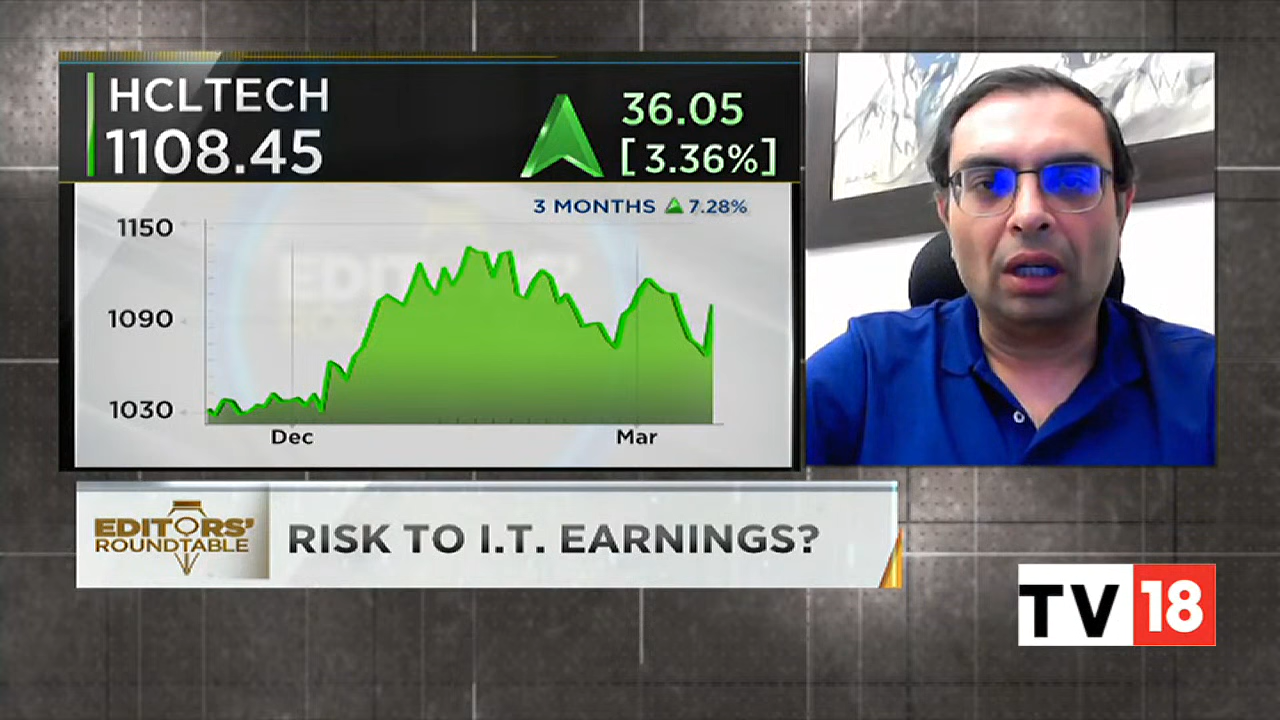 HCLTECH
1108.45
36.05
[3.36%]
3 MONTHS 7.28%
1150
1090
1030
Dec
Mar
EDITORS'
ROUNDTABLE
RISK TO I.T. EARNINGS?
TV18